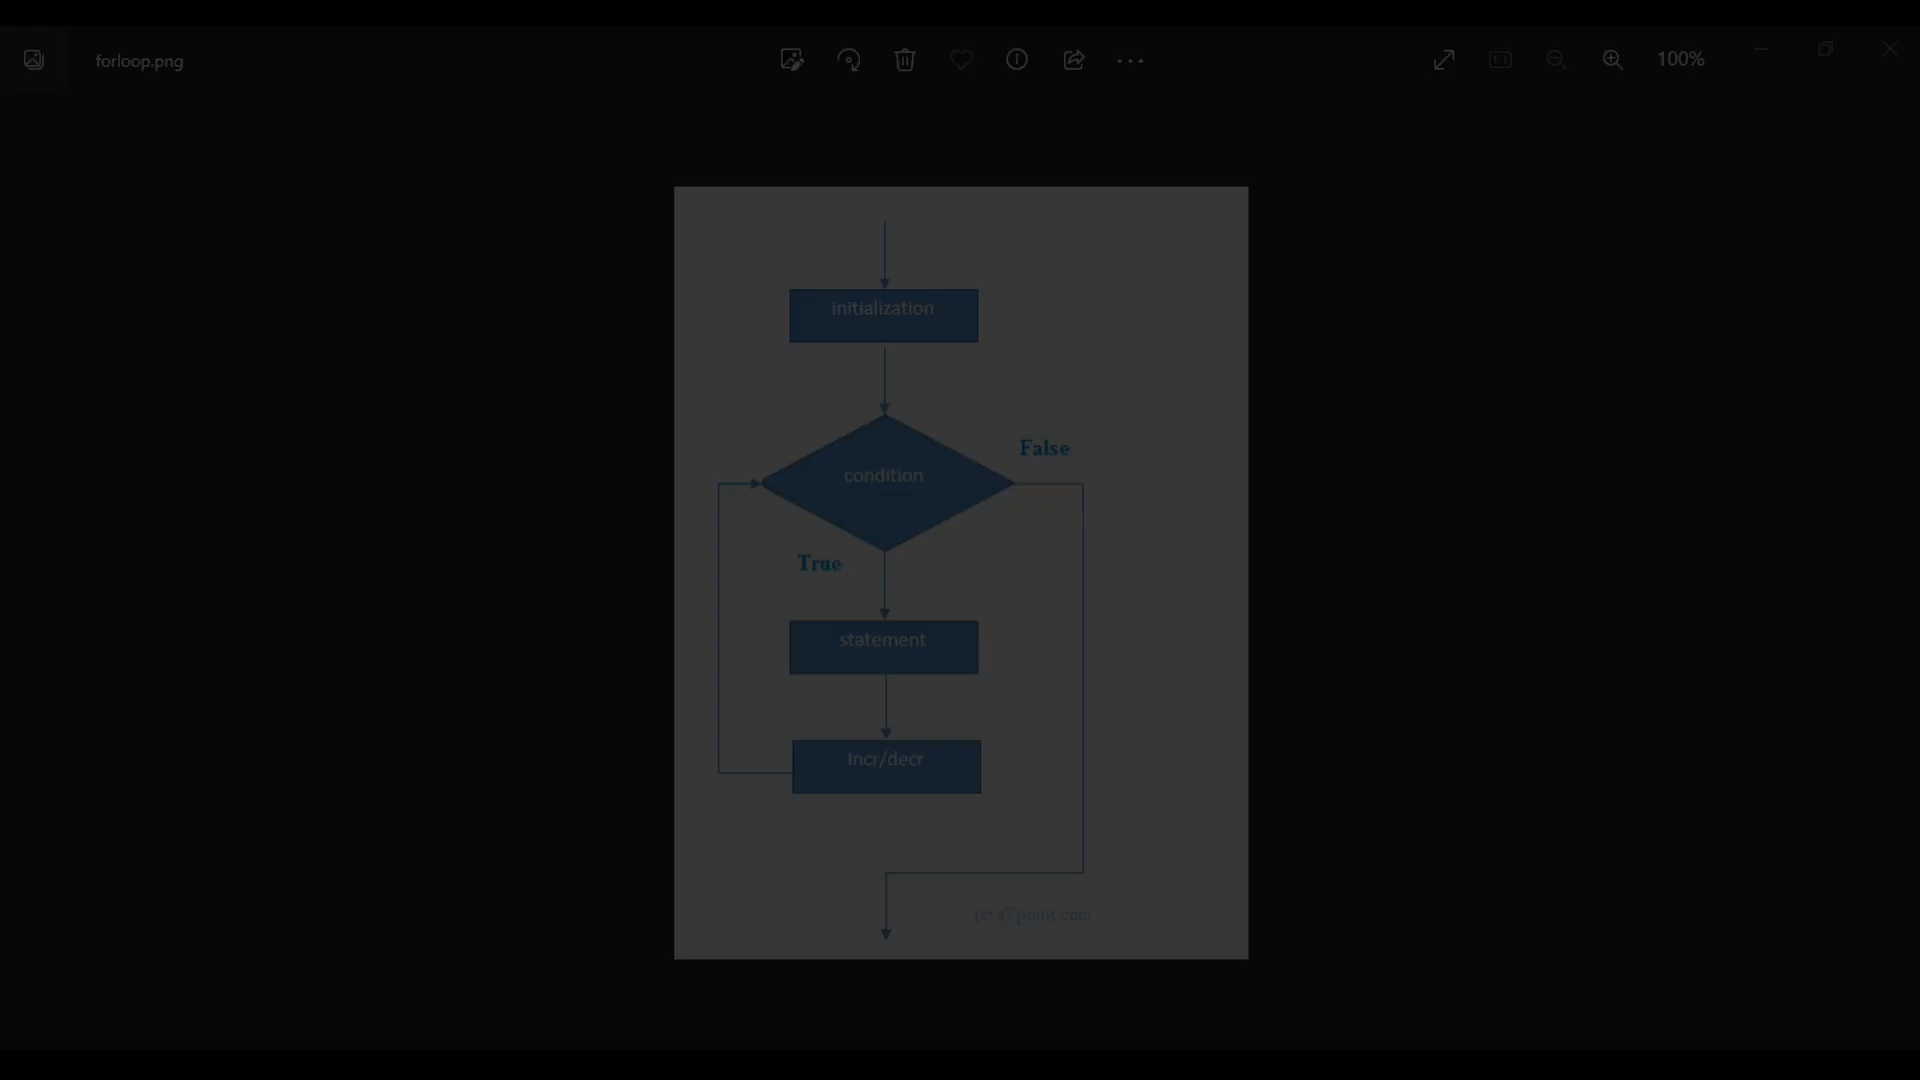 forloop.png
100%
initialization
condition
False
True
statement
Incr/decr